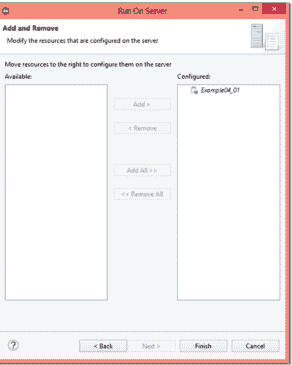 Run On Server
Add and Remove
Modify the resources that are configured on the server
Move resources to the right to configure them on the server
Available:
Configured:
Example04_01
Add >
< Remove
Add All >>
<< Remove All
?
< Back
Next >
Finish
Cancel